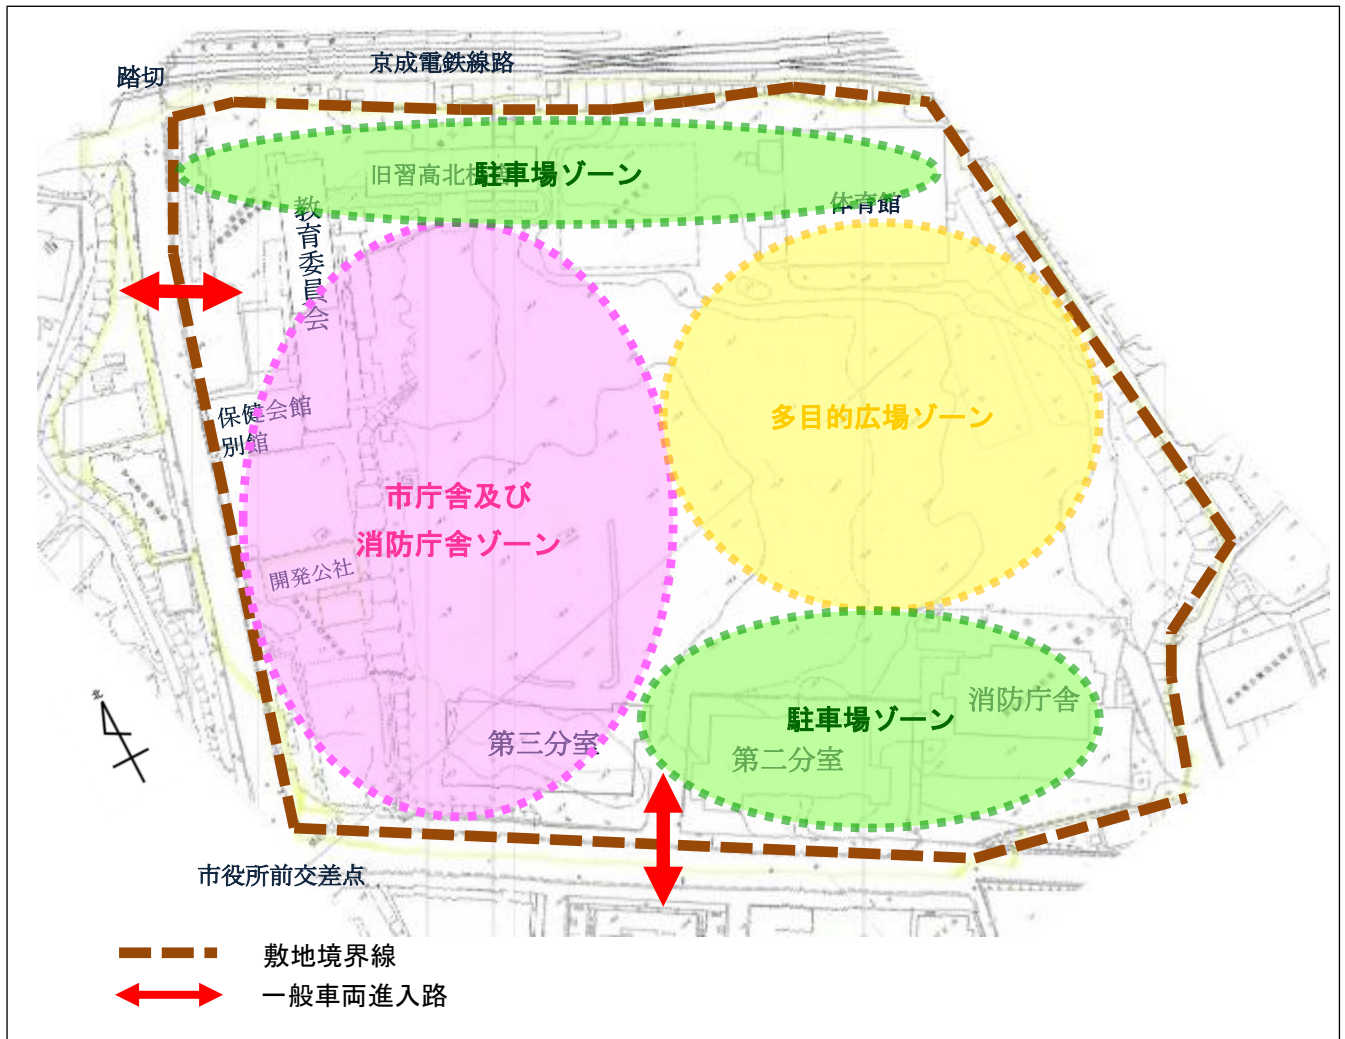 京成電鉄線路
踏切
旧習高北校
駐車場ゾーン
体育館
教育委員会
保健会館
別館
多目的広場ゾーン
市庁舎及び
消防庁舎ゾーン
開発公社
消防庁舎
駐車場ゾーン
第三分室
第二分室
北
市役所前交差点
敷地境界線
一般車両進入路